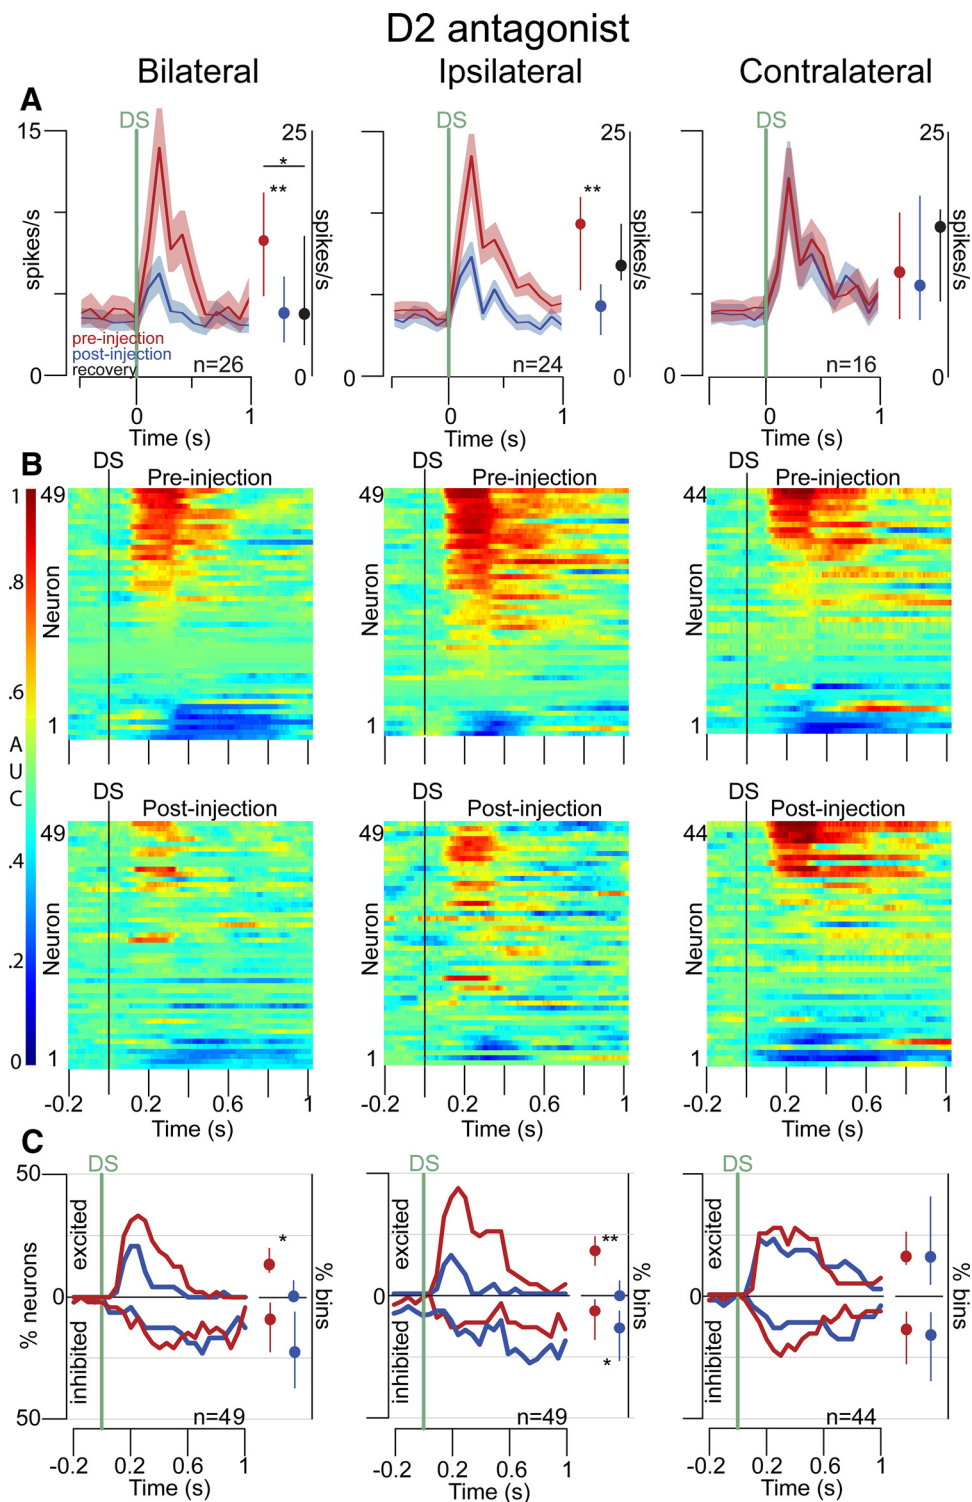 D2 antagonist
Bilateral Ipsilateral Contralateral
A
DS DS DS
15 25 25
* ** **
spikes/s spikes/s spikes/s spikes/s
pre-injection
post-injection
recovery
n=26 n=24 n=16
0 0 0 0 0
0 1 0 1 0 1
Time (s) Time (s) Time (s)
B
DS DS DS
Pre-injection Pre-injection Pre-injection
1 49 49 44
.8
Neuron Neuron Neuron
.6
1 1 1
A
U
C
DS DS DS
Post-injection Post-injection Post-injection
49 49 44
.4
Neuron Neuron Neuron
.2
0 1 1 1
-0.2 0.2 0.6 1 -0.2 0.2 0.6 1 -0.2 0.2 0.6 1
Time (s) Time (s) Time (s)
C
DS DS DS
50
excited excited excited
* **
% neurons 0 % bins 0 % bins 0 % bins
inhibited inhibited inhibited
*
50 n=49 n=49 n=44
-0.2 0.2 0.6 1 -0.2 0.2 0.6 1 -0.2 0.2 0.6 1
Time (s) Time (s) Time (s)